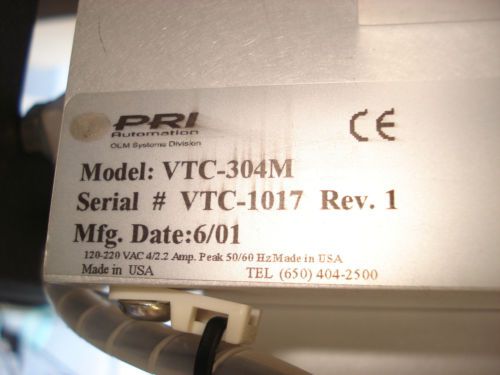 PRI
Automation
OEM Systems Division
CE
Model: VTC-304M
Serial # VTC-1017 Rev. 1
Mfg. Date:6/01
120-220 VAC 4/2.2 Amp. Peak 50/60 Hz Made in USA
Made in USA TEL (650) 404-2500